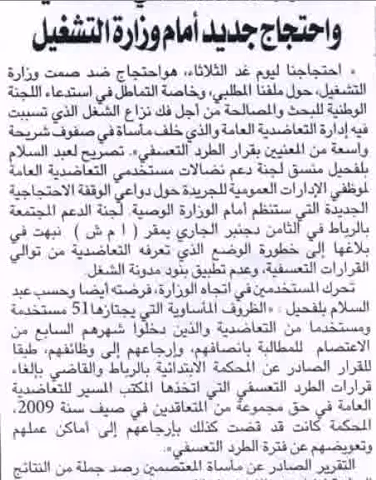 واحتجاج جديد أمام وزارة التشغيل
« احتجاجنا ليوم غد الثلاثاء، هو احتجاج ضد صمت وزارة
التشغيل، حول ملفنا المطلبي، وخاصة التماطل في استدعاء اللجنة
الوطنية للبحث والمصالحة من أجل فك نزاع الشغل الذي تسببت
فيه إدارة التعاضدية العامة والذي خلف مأساة في صفوف شريحة
واسعة من المعنيين بقرار الطرد التعسفي». تصريح لعبد السلام
بلفحيل منسق لجنة دعم نضالات مستخدمي التعاضدية العامة
لموظفي الإدارات العمومية للجريدة حول دواعي الوقفة الاحتجاجية
الجديدة التي ستنظم أمام الوزارة الوصية. لجنة الدعم المجتمعة
بالرباط في الثامن دجنبر الجاري بمقر ( ا م ش ) نبهت في
بلاغها إلى خطورة الوضع الذي تعرفه التعاضدية من توالي
القرارات التعسفية، وعدم تطبيق بنود مدونة الشغل.
تحرك المستخدمين في اتجاه الوزارة، فرضته أيضا وحسب عبد
السلام بلفحيل : «الظروف المأساوية التي يجتازها 51 مستخدمة
ومستخدما من التعاضدية والذين دخلوا شهرهم السابع من
الاعتصام للمطالبة بانصافهم، وإرجاعهم إلى وظائفهم، طبقا
للقرار الصادر عن المحكمة الابتدائية بالرباط والقاضي بإلغاء
قرارات الطرد التعسفي التي اتخذها المكتب المسير للتعاضدية
العامة في حق مجموعة من المتعاقدين في صيف سنة 2009،
المحكمة كانت قد قضت كذلك بإرجاعهم إلى أماكن عملهم
وتعويضهم عن فترة الطرد التعسفي».
التقرير الصادر عن مأساة المعتصمين رصد جملة من النتائج